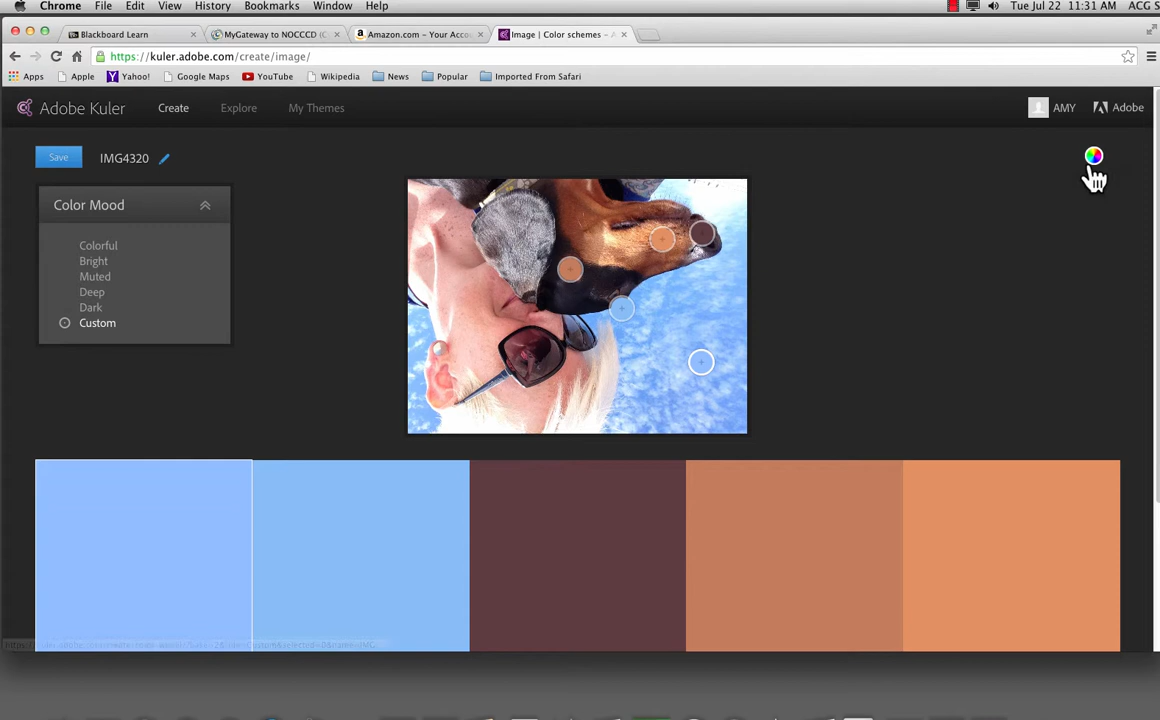 Chrome File Edit View History Bookmarks Window Help Tue Jul 22 11:31 AM ACG S
Blackboard Learn × MyGateway to NOCCCD (C × Amazon.com – Your Accou × Image | Color schemes – A ×
https://kuler.adobe.com/create/image/
Apps Apple Yahoo! Google Maps YouTube Wikipedia News Popular Imported From Safari
Adobe Kuler Create Explore My Themes AMY Adobe
Save IMG4320
Color Mood
Colorful
Bright
Muted
Deep
Dark
Custom